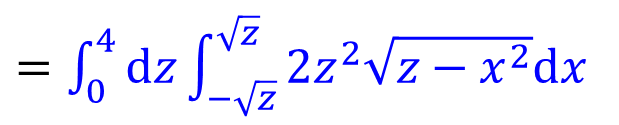 = ∫₀⁴ dz ∫_{-√z}^{√z} 2z²√(z − x²)dx